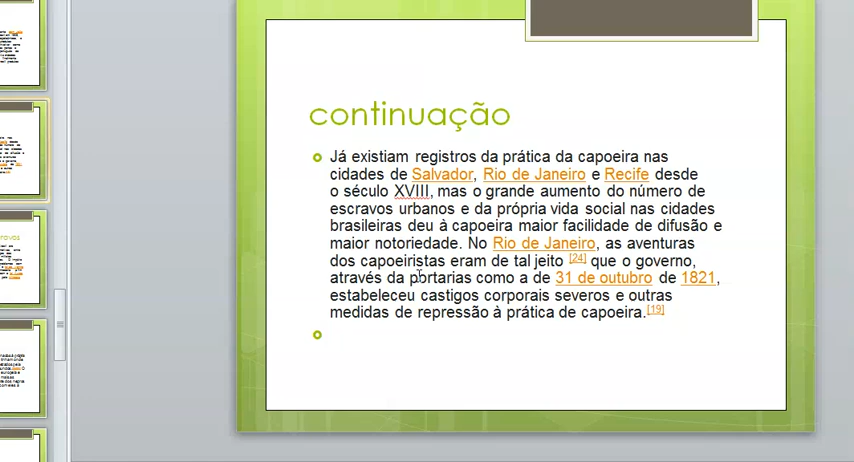 continuação
Já existiam registros da prática da capoeira nas
cidades de Salvador, Rio de Janeiro e Recife desde
o século XVIII, mas o grande aumento do número de
escravos urbanos e da própria vida social nas cidades
brasileiras deu à capoeira maior facilidade de difusão e
maior notoriedade. No Rio de Janeiro, as aventuras
dos capoeiristas eram de tal jeito [24] que o governo,
através da portarias como a de 31 de outubro de 1821,
estabeleceu castigos corporais severos e outras
medidas de repressão à prática de capoeira.[19]